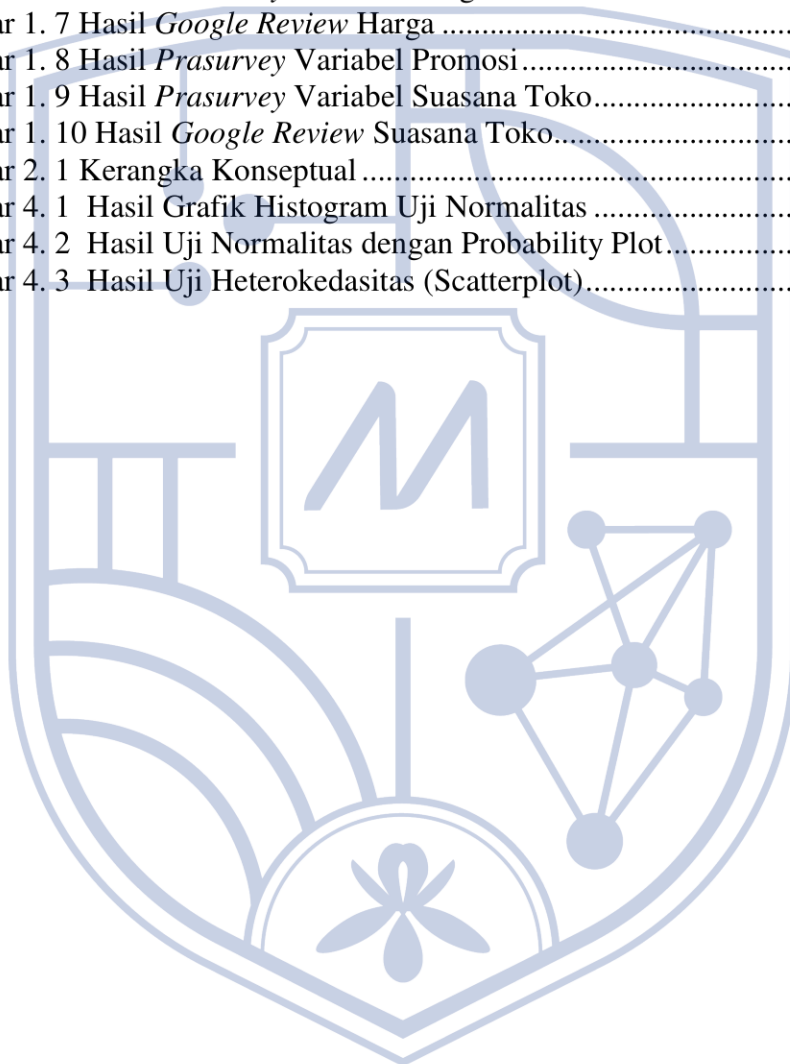 ar 1. 7 Hasil Google Review Harga ........................................
ar 1. 8 Hasil Prasurvey Variabel Promosi ..............................
ar 1. 9 Hasil Prasurvey Variabel Suasana Toko.....................
ar 1. 10 Hasil Google Review Suasana Toko..........................
ar 2. 1 Kerangka Konseptual ..................................................
ar 4. 1 Hasil Grafik Histogram Uji Normalitas .....................
ar 4. 2 Hasil Uji Normalitas dengan Probability Plot.............
ar 4. 3 Hasil Uji Heterokedasitas (Scatterplot)......................
M